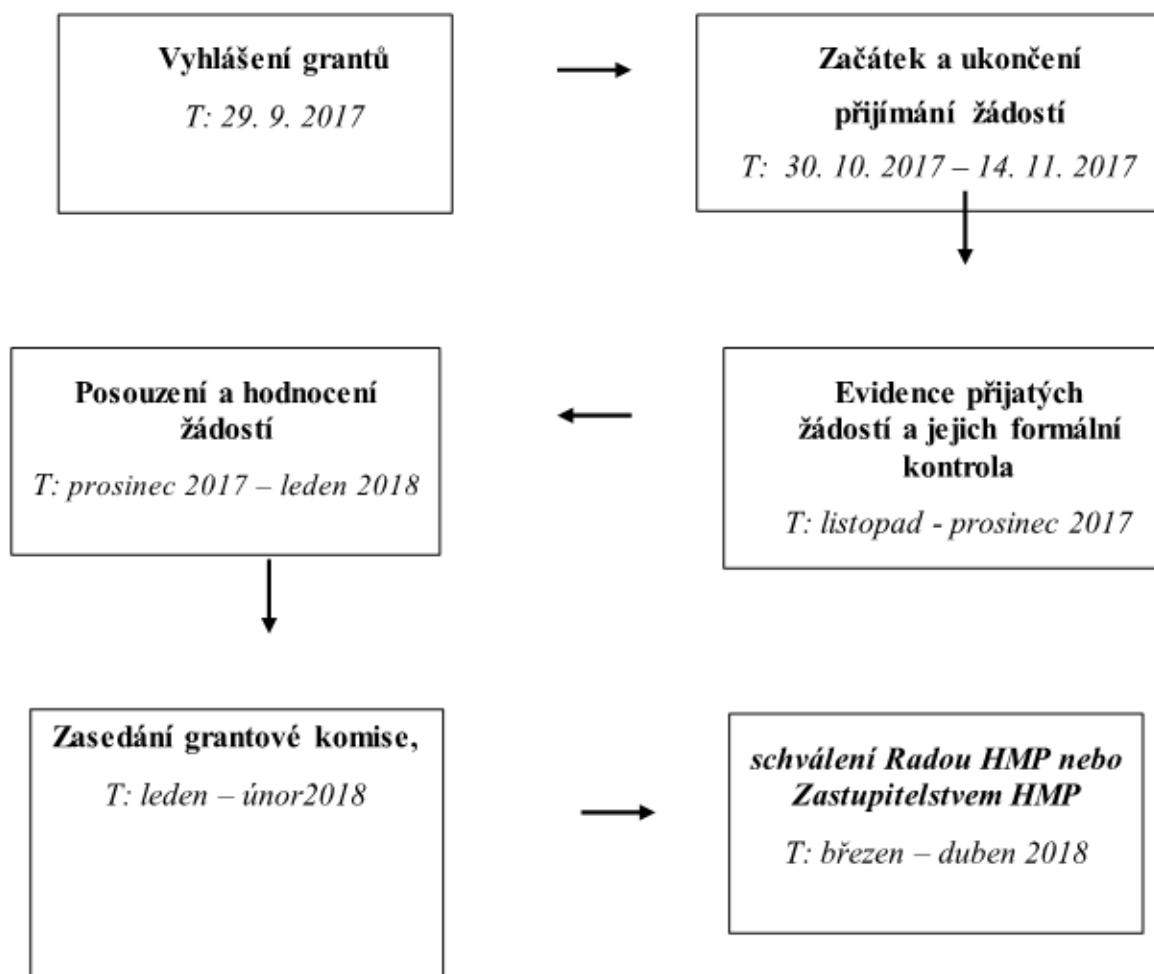 Vyhlášení grantů
T: 29. 9. 2017
Začátek a ukončení
přijímání žádostí
T: 30. 10. 2017 – 14. 11. 2017
Evidence přijatých
žádostí a jejich formální
kontrola
T: listopad - prosinec 2017
Posouzení a hodnocení
žádostí
T: prosinec 2017 – leden 2018
Zasedání grantové komise,
T: leden – únor2018
schválení Radou HMP nebo
Zastupitelstvem HMP
T: březen – duben 2018